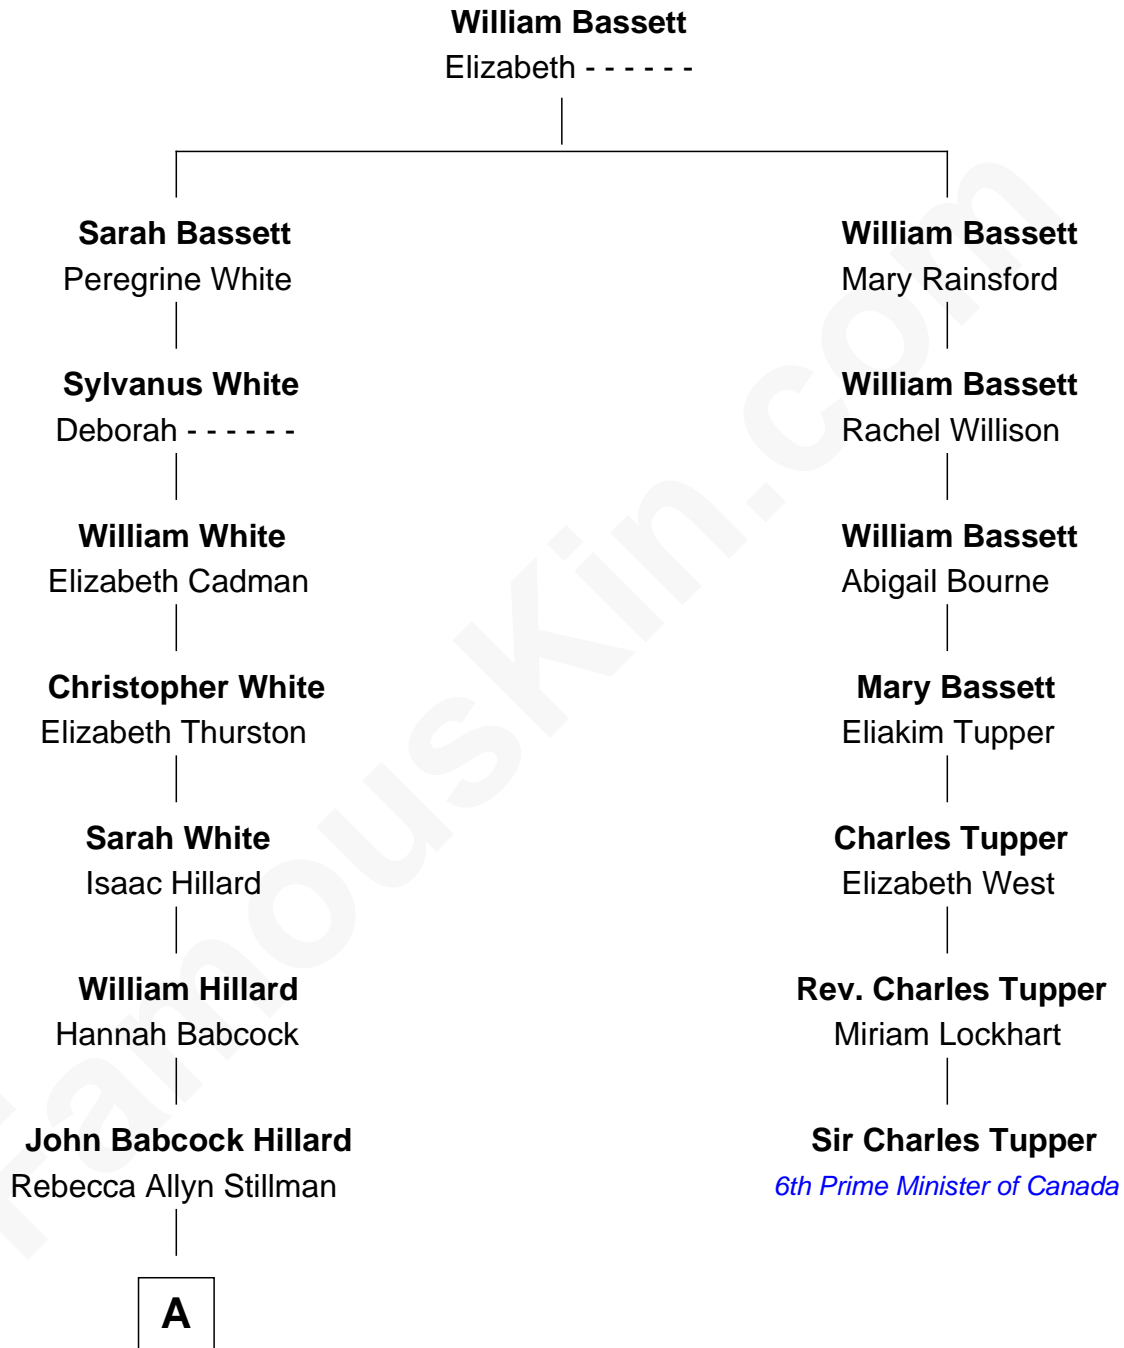 William Bassett
Elizabeth - - - - - -
Sarah Bassett
Peregrine White
William Bassett
Mary Rainsford
Sylvanus White
Deborah - - - - - -
William Bassett
Rachel Willison
William White
Elizabeth Cadman
William Bassett
Abigail Bourne
Christopher White
Elizabeth Thurston
Mary Bassett
Eliakim Tupper
Sarah White
Isaac Hillard
Charles Tupper
Elizabeth West
William Hillard
Hannah Babcock
Rev. Charles Tupper
Miriam Lockhart
John Babcock Hillard
Rebecca Allyn Stillman
Sir Charles Tupper
6th Prime Minister of Canada
A
FamousKin.com